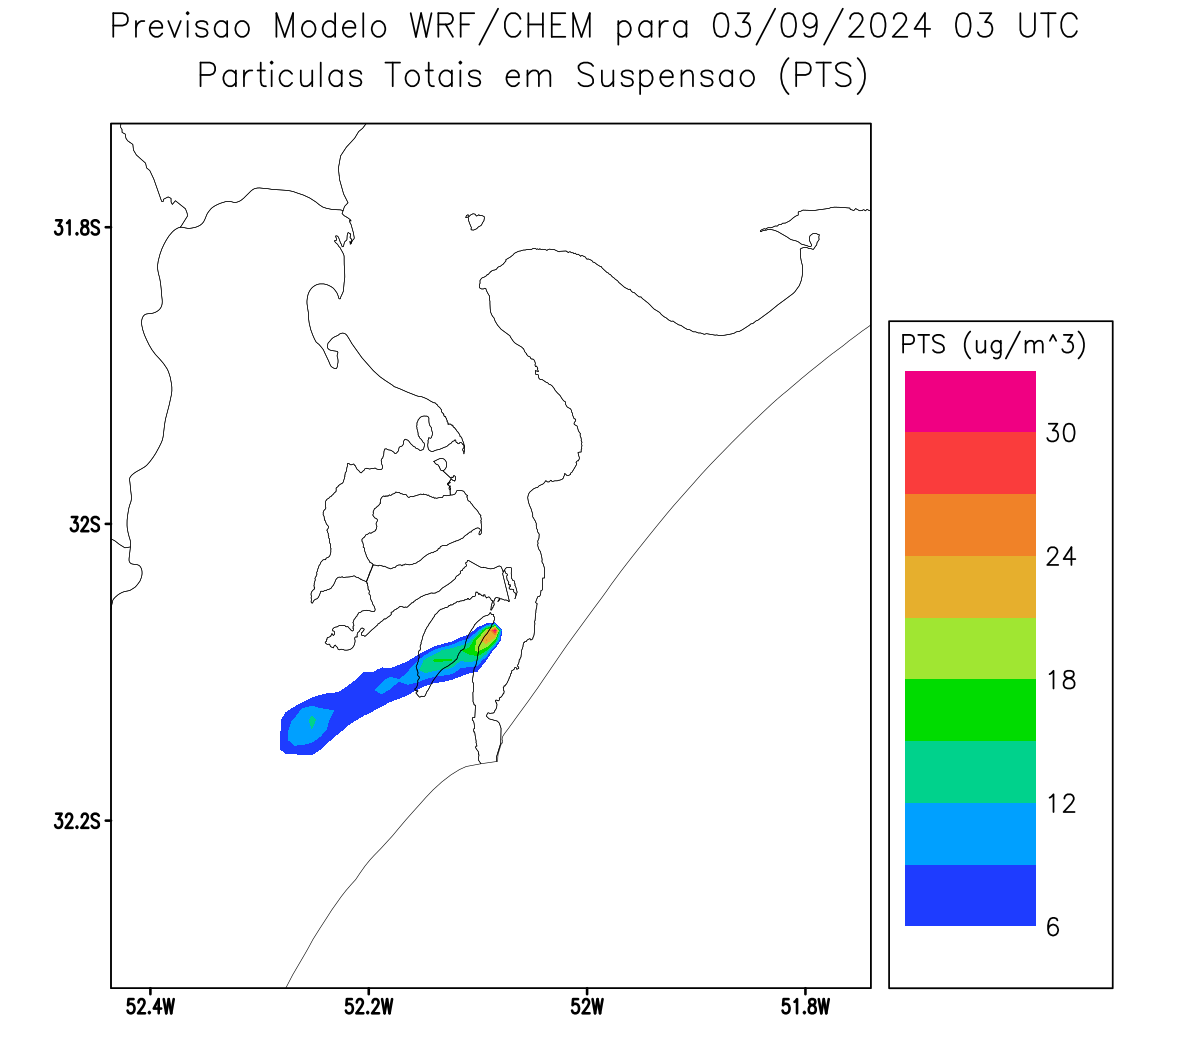 Previsao Modelo WRF/CHEM para 03/09/2024 03 UTC
Particulas Totais em Suspensao (PTS)
31.8S
32S
32.2S
52.4W
52.2W
52W
51.8W
PTS (ug/m^3)
30
24
18
12
6